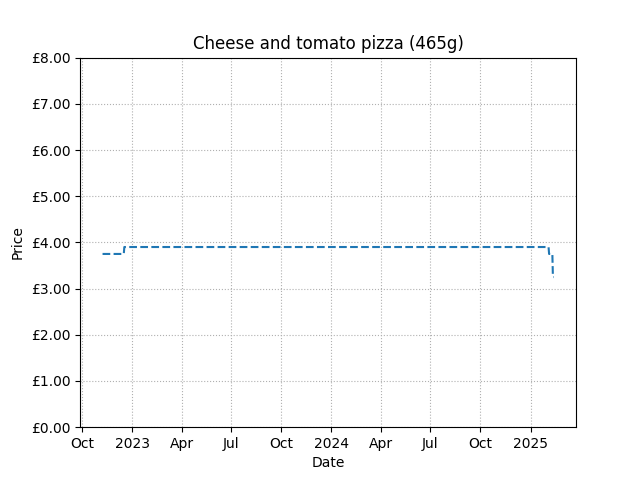 Cheese and tomato pizza (465g)
£8.00
£7.00
£6.00
£5.00
£4.00
£3.00
£2.00
£1.00
£0.00
Price
Oct 2023 Apr Jul Oct 2024 Apr Jul Oct 2025
Date